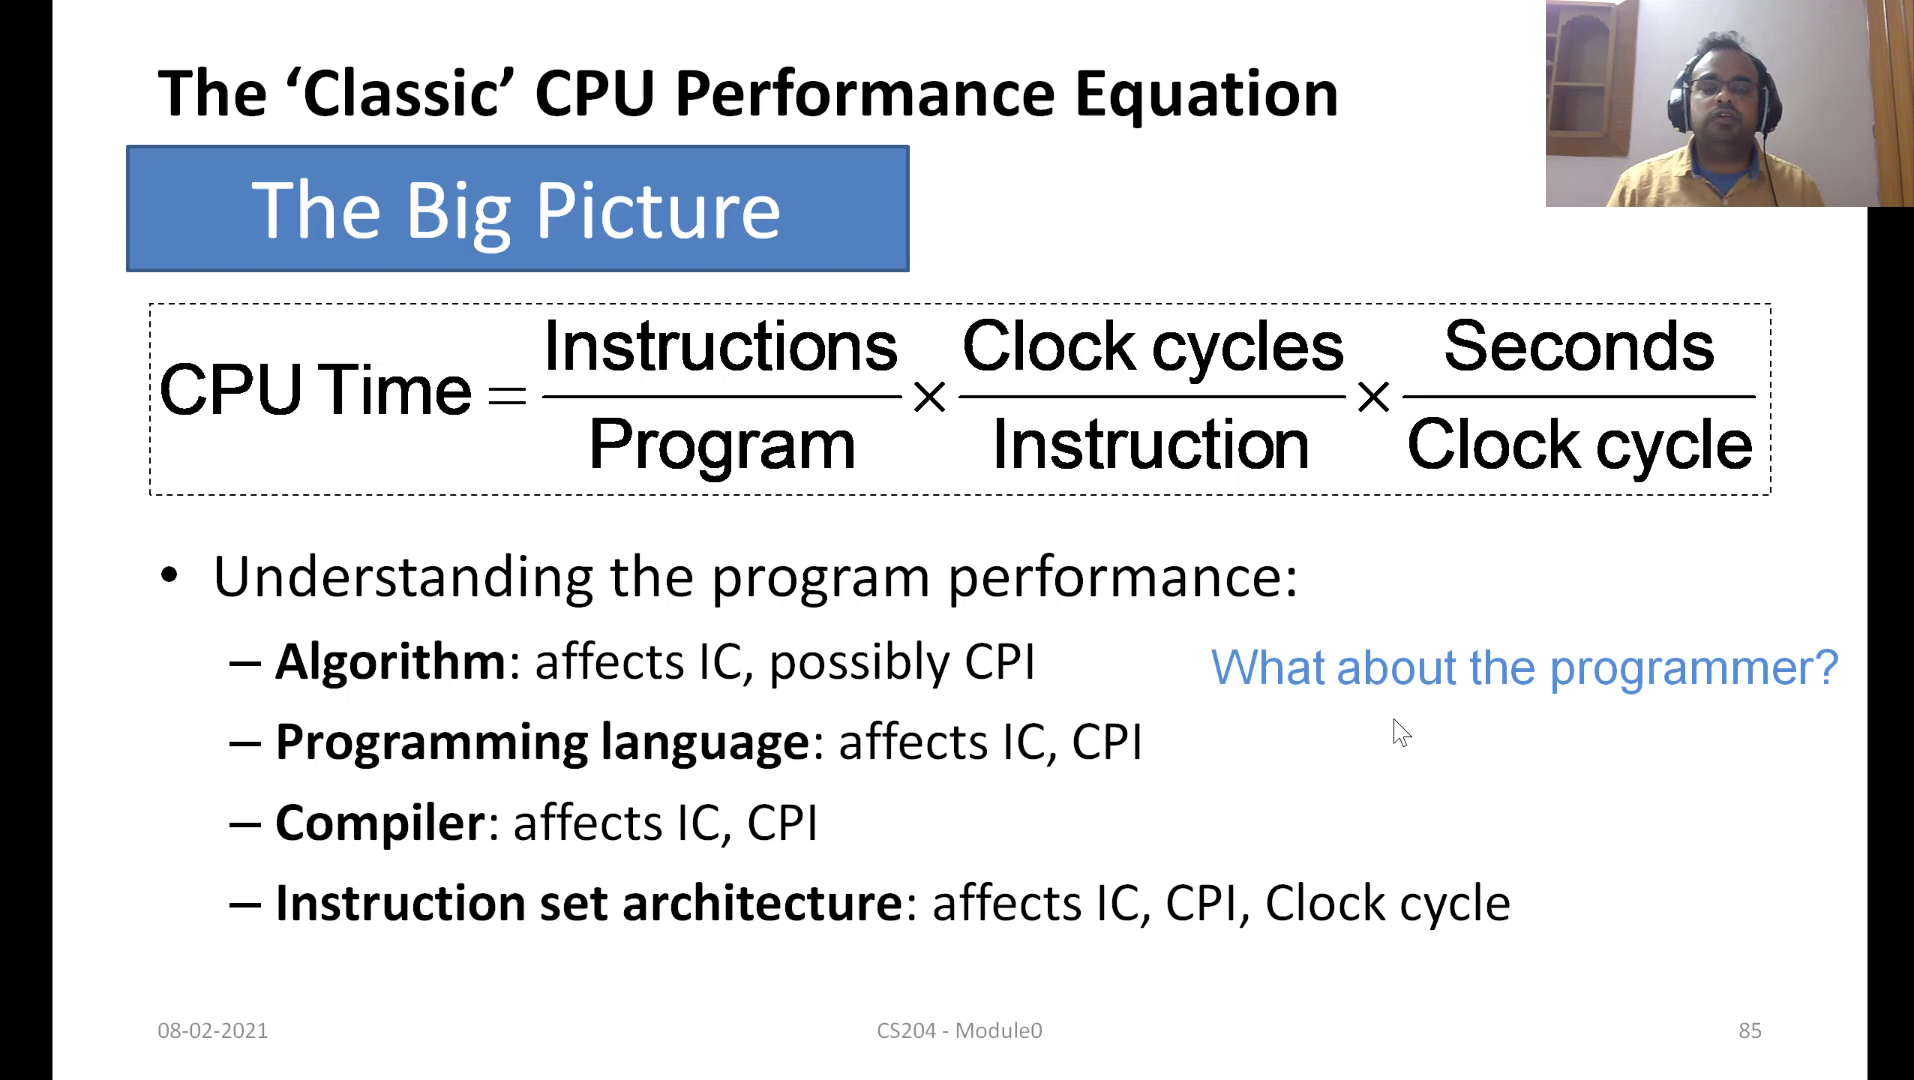 The ‘Classic’ CPU Performance Equation
The Big Picture
CPU Time = Instructions / Program × Clock cycles / Instruction × Seconds / Clock cycle
• Understanding the program performance:
– Algorithm: affects IC, possibly CPI
What about the programmer?
– Programming language: affects IC, CPI
– Compiler: affects IC, CPI
– Instruction set architecture: affects IC, CPI, Clock cycle
08-02-2021
CS204 - Module0
85